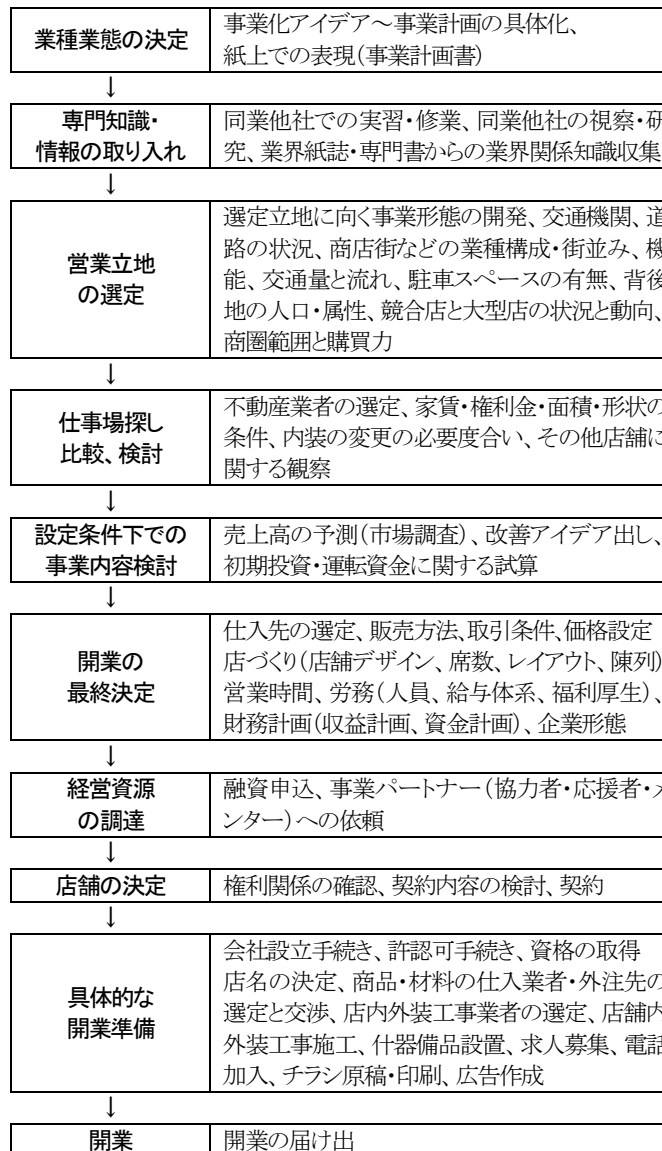 業種業態の決定
事業化アイデア～事業計画の具体化、
紙上での表現(事業計画書)
↓
専門知識・
情報の取り入れ
同業他社での実習・修業、同業他社の視察・研
究、業界紙誌・専門書からの業界関係知識収集
↓
営業立地
の選定
選定立地に向く事業形態の開発、交通機関、道
路の状況、商店街などの業種構成・街並み、機
能、交通量と流れ、駐車スペースの有無、背後
地の人口・属性、競合店と大型店の状況と動向、
商圏範囲と購買力
↓
仕事場探し
比較、検討
不動産業者の選定、家賃・権利金・面積・形状の
条件、内装の変更の必要度合い、その他店舗に
関する観察
↓
設定条件下での
事業内容検討
売上高の予測(市場調査)、改善アイデア出し、
初期投資・運転資金に関する試算
↓
開業の
最終決定
仕入先の選定、販売方法、取引条件、価格設定
店づくり(店舗デザイン、席数、レイアウト、陳列)
営業時間、労務(人員、給与体系、福利厚生)、
財務計画(収益計画、資金計画)、企業形態
↓
経営資源
の調達
融資申込、事業パートナー(協力者・応援者・メ
ンター)への依頼
↓
店舗の決定
権利関係の確認、契約内容の検討、契約
↓
具体的な
開業準備
会社設立手続き、許認可手続き、資格の取得
店名の決定、商品・材料の仕入業者・外注先の
選定と交渉、店内外装工事業者の選定、店舗内
外装工事施工、什器備品設置、求人募集、電話
加入、チラシ原稿・印刷、広告作成
↓
開業
開業の届け出